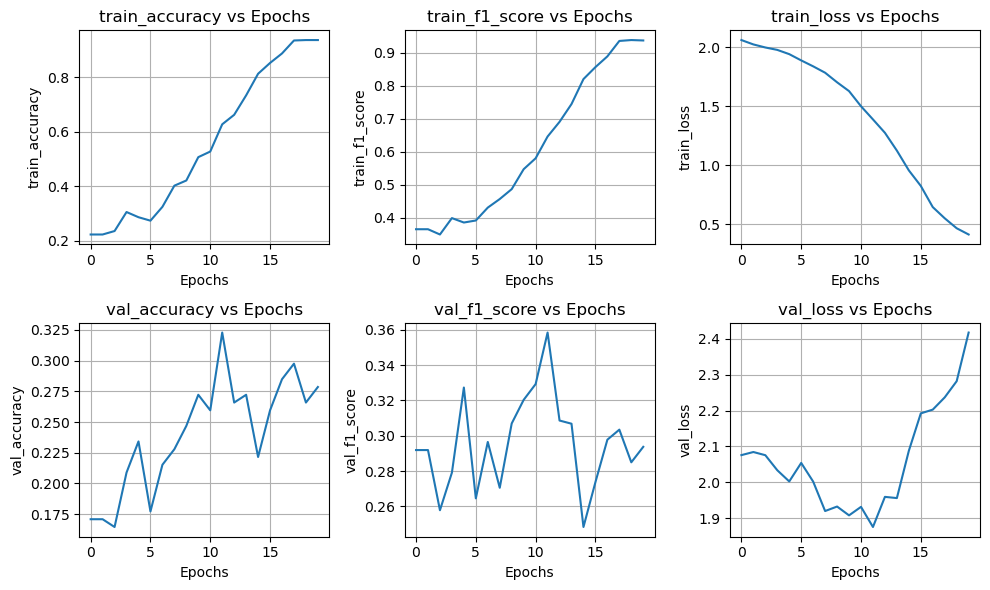 train_accuracy vs Epochs
train_accuracy
0.8
0.6
0.4
0.2
0 5 10 15
Epochs
train_f1_score vs Epochs
train_f1_score
0.9
0.8
0.7
0.6
0.5
0.4
0 5 10 15
Epochs
train_loss vs Epochs
train_loss
2.0
1.5
1.0
0.5
0 5 10 15
Epochs
val_accuracy vs Epochs
val_accuracy
0.325
0.300
0.275
0.250
0.225
0.200
0.175
0 5 10 15
Epochs
val_f1_score vs Epochs
val_f1_score
0.36
0.34
0.32
0.30
0.28
0.26
0 5 10 15
Epochs
val_loss vs Epochs
val_loss
2.4
2.3
2.2
2.1
2.0
1.9
0 5 10 15
Epochs